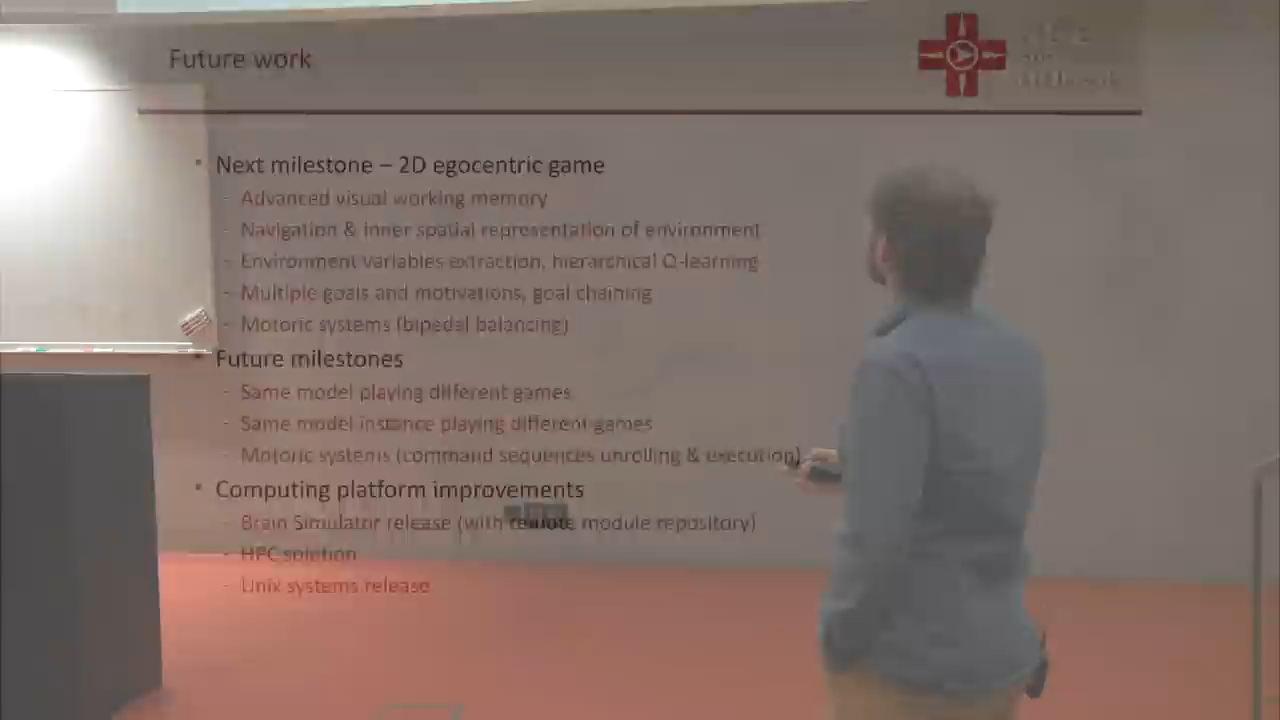 Future work
• Next milestone – 2D egocentric game
- Advanced visual working memory
- Navigation & inner spatial representation of environment
- Environment variables extraction, hierarchical Q-learning
- Multiple goals and motivations, goal chaining
- Motoric systems (bipedal balancing)
• Future milestones
- Same model playing different games
- Same model instance playing different games
- Motoric systems (command sequences unrolling & execution)
• Computing platform improvements
- Brain Simulator release (with remote module repository)
- HPC solution
- Unix systems release